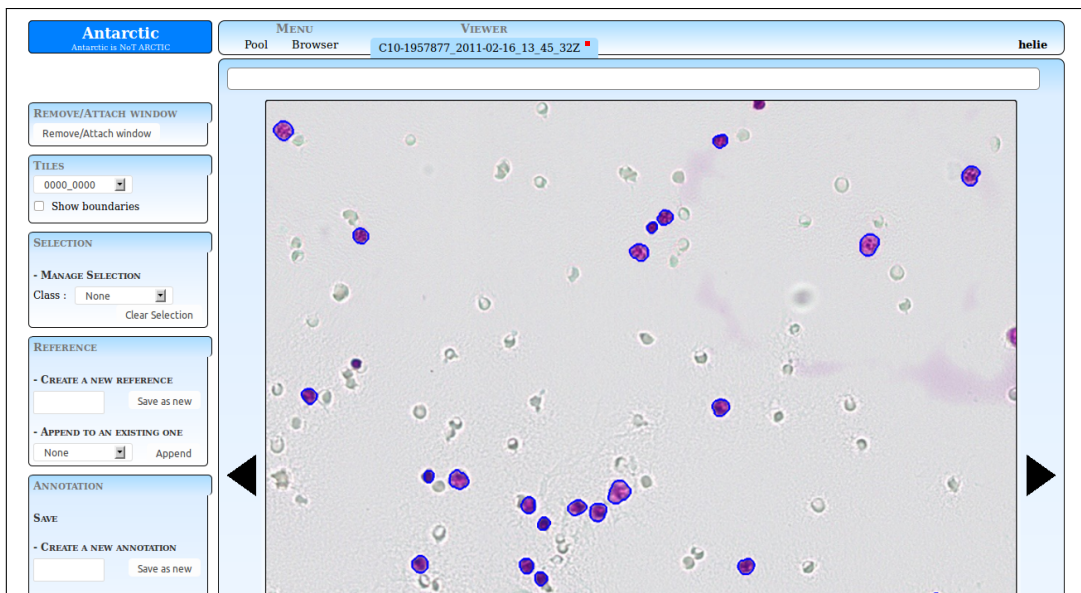 Antarctic
Antarctic is NoT ARCTIC
Menu
Viewer
Pool
Browser
C10-1957877_2011-02-16_13_45_32Z
helie
Remove/Attach window
Remove/Attach window
Tiles
0000_0000
Show boundaries
Selection
- Manage Selection
Class :
None
Clear Selection
Reference
- Create a new reference
Save as new
- Append to an existing one
None
Append
Annotation
Save
- Create a new annotation
Save as new